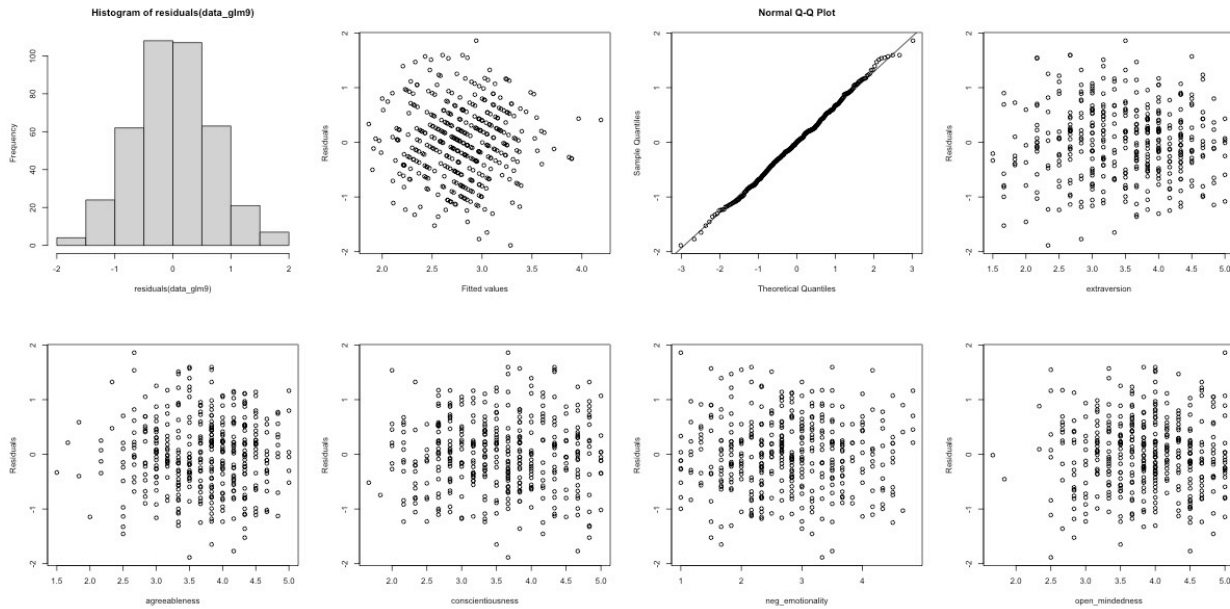 Histogram of residuals(data_glm9)
Frequency
0 20 40 60 80 100
-2 -1 0 1 2
residuals(data_glm9)
Residuals
-2 -1 0 1 2
2.0 2.5 3.0 3.5 4.0
Fitted values
Normal Q-Q Plot
Sample Quantiles
-2 -1 0 1 2
-3 -2 -1 0 1 2 3
Theoretical Quantiles
Residuals
-2 -1 0 1 2
1.5 2.0 2.5 3.0 3.5 4.0 4.5 5.0
extraversion
Residuals
-2 -1 0 1 2
1.5 2.0 2.5 3.0 3.5 4.0 4.5 5.0
agreeableness
Residuals
-2 -1 0 1 2
2.0 2.5 3.0 3.5 4.0 4.5 5.0
conscientiousness
Residuals
-2 -1 0 1 2
1 2 3 4
neg_emotionality
Residuals
-2 -1 0 1 2
2.0 2.5 3.0 3.5 4.0 4.5 5.0
open_mindedness